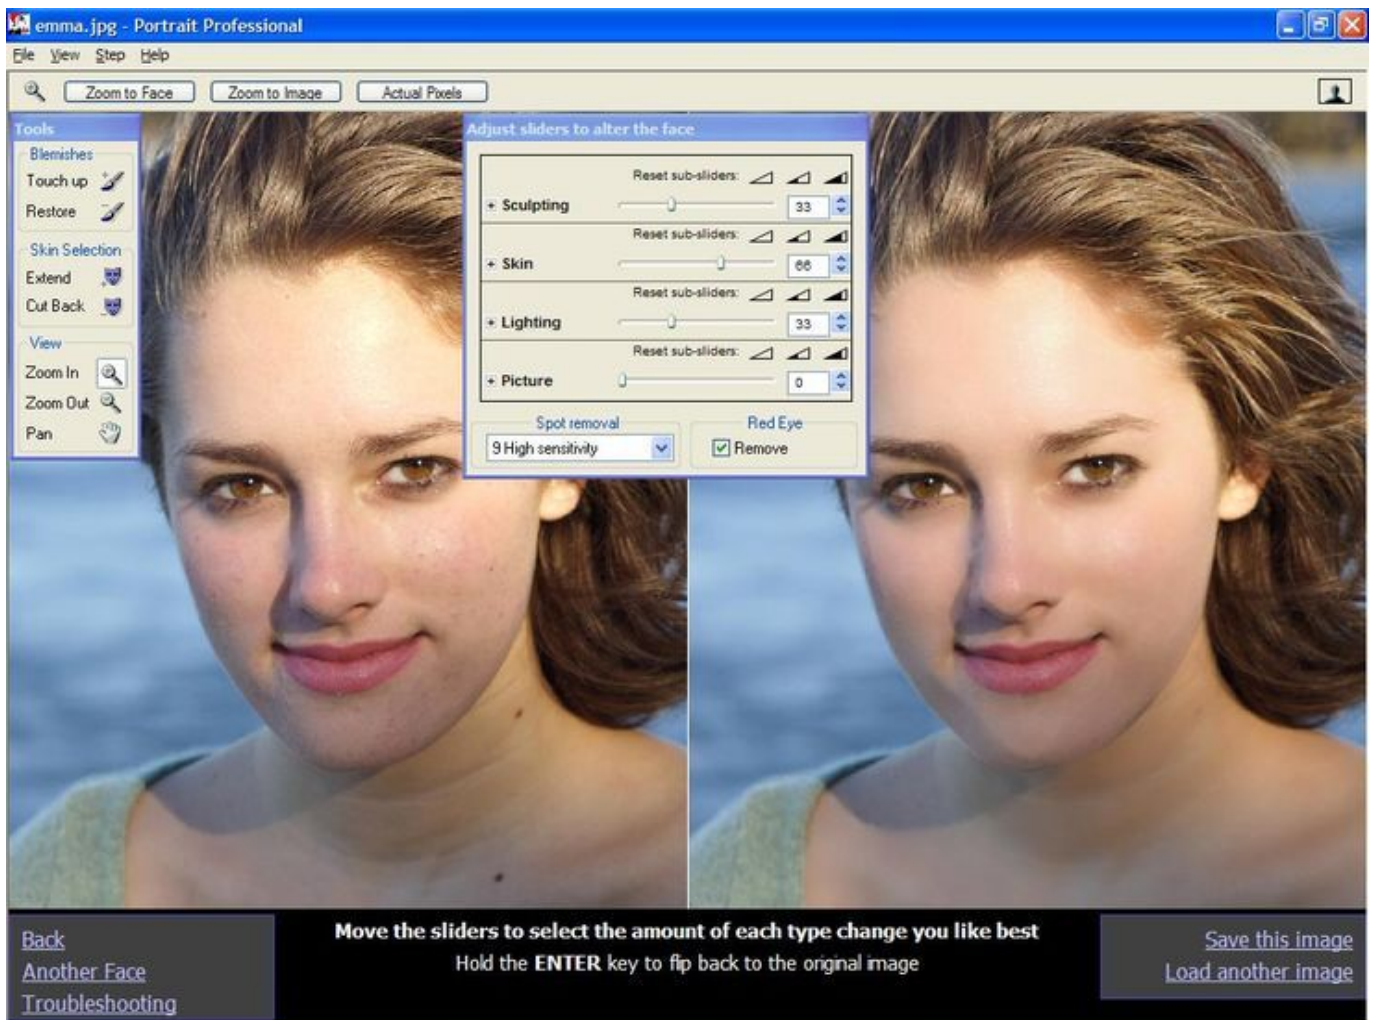 emma.jpg - Portrait Professional
File View Step Help
Zoom to Face Zoom to Image Actual Pixels
Tools
Blemishes
Touch up
Restore
Skin Selection
Extend
Cut Back
View
Zoom In
Zoom Out
Pan
Adjust sliders to alter the face
Reset sub-sliders:
+ Sculpting 33
Reset sub-sliders:
+ Skin 66
Reset sub-sliders:
+ Lighting 33
Reset sub-sliders:
+ Picture 0
Spot removal Red Eye
9 High sensitivity Remove
Back
Another Face
Troubleshooting
Move the sliders to select the amount of each type change you like best
Hold the ENTER key to flip back to the original image
Save this image
Load another image